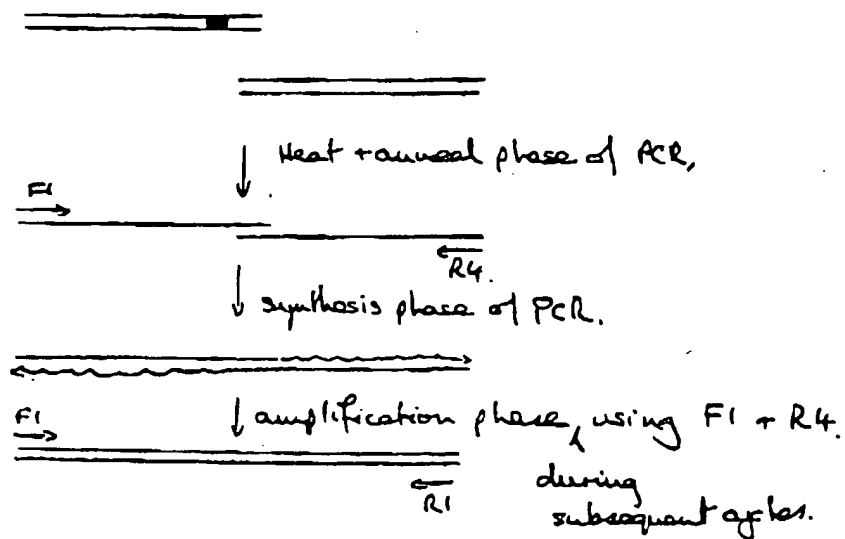 Heat + anneal phase of PCR,
F1
R4.
synthesis phase of PCR.
F1
amplification phase, using F1 + R4.
R1
during
subsequent cycles.